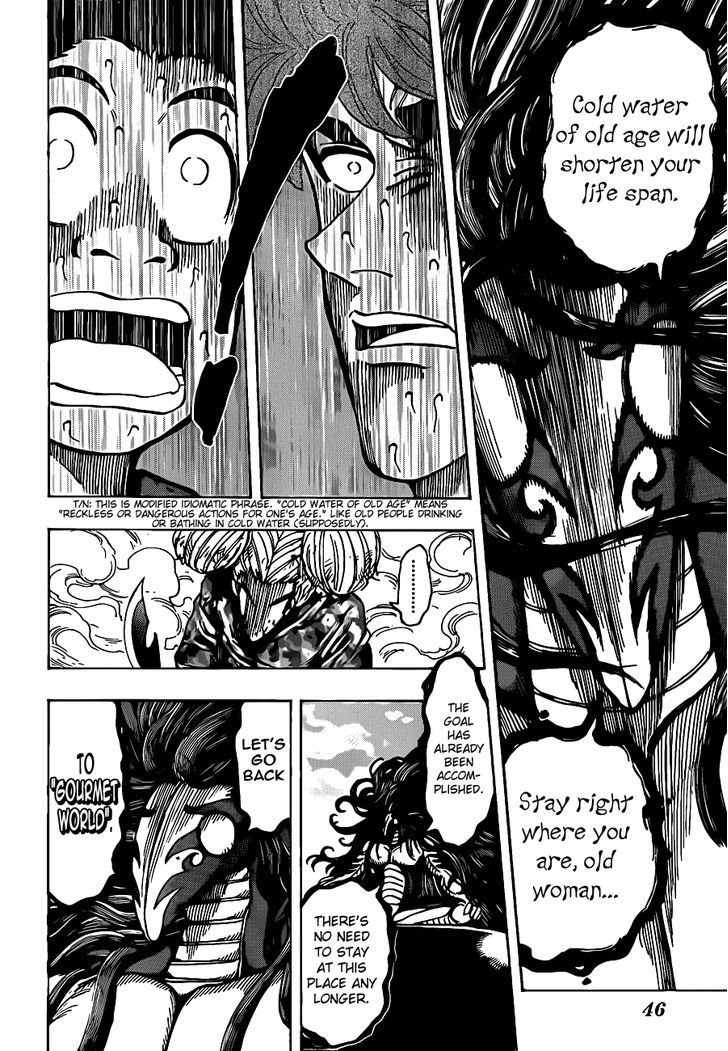 Cold water
of old age will
shorten your
life span.
Stay right
where you
are, old
woman...
T/N: THIS IS MODIFIED IDIOMATIC PHRASE. "COLD WATER OF OLD AGE" MEANS
"RECKLESS OR DANGEROUS ACTIONS FOR ONE'S AGE." LIKE OLD PEOPLE DRINKING
OR BATHING IN COLD WATER (SUPPOSEDLY).
.........
THE
GOAL
HAS
ALREADY
BEEN
ACCOM-
PLISHED.
THERE'S
NO NEED
TO STAY
AT THIS
PLACE ANY
LONGER.
LET'S
GO
BACK
TO
"GOURMET
WORLD".
46